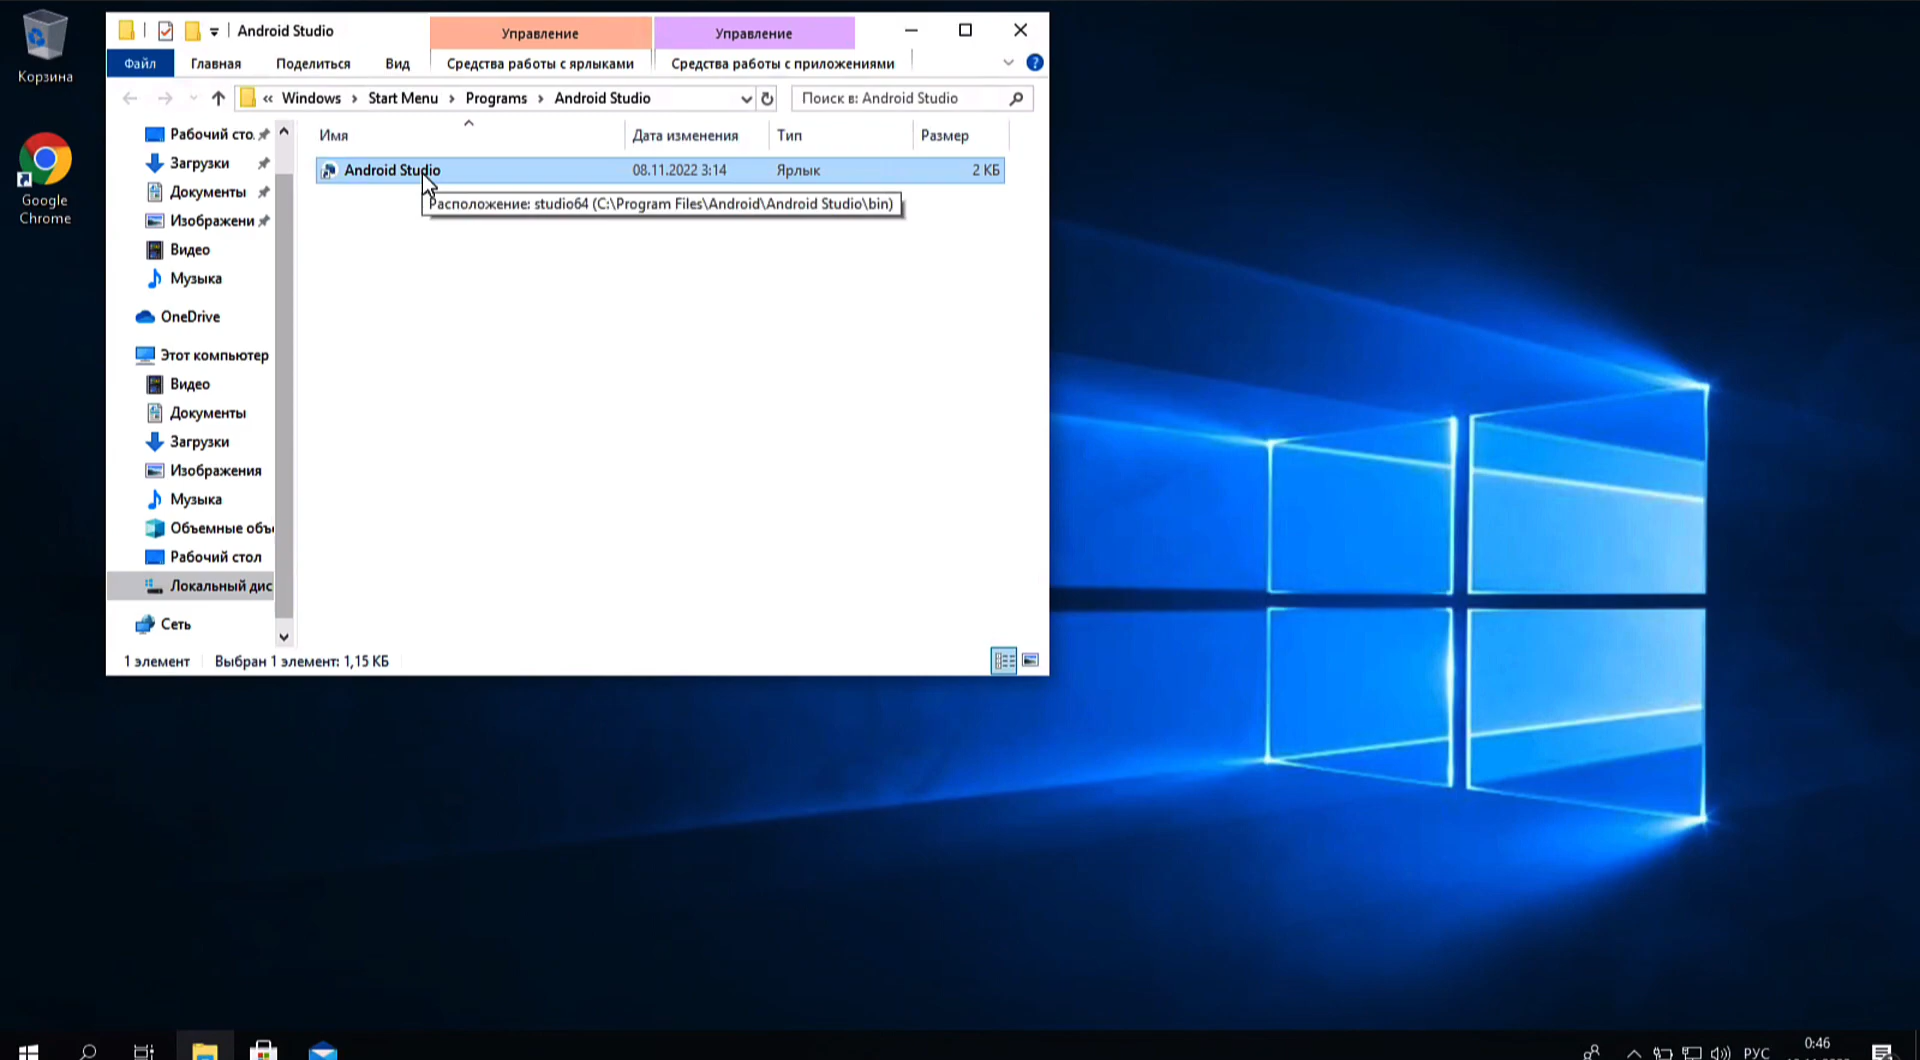 Корзина
Google
Chrome
Android Studio
Управление
Управление
Файл
Главная
Поделиться
Вид
Средства работы с ярлыками
Средства работы с приложениями
« Windows › Start Menu › Programs › Android Studio
Поиск в: Android Studio
Имя
Дата изменения
Тип
Размер
Android Studio
08.11.2022 3:14
Ярлык
2 КБ
Расположение: studio64 (C:\Program Files\Android\Android Studio\bin)
Рабочий сто.
Загрузки
Документы
Изображени
Видео
Музыка
OneDrive
Этот компьютер
Видео
Документы
Загрузки
Изображения
Музыка
Объемные объ
Рабочий стол
Локальный дис
Сеть
1 элемент
Выбран 1 элемент: 1,15 КБ
РУС
0:46